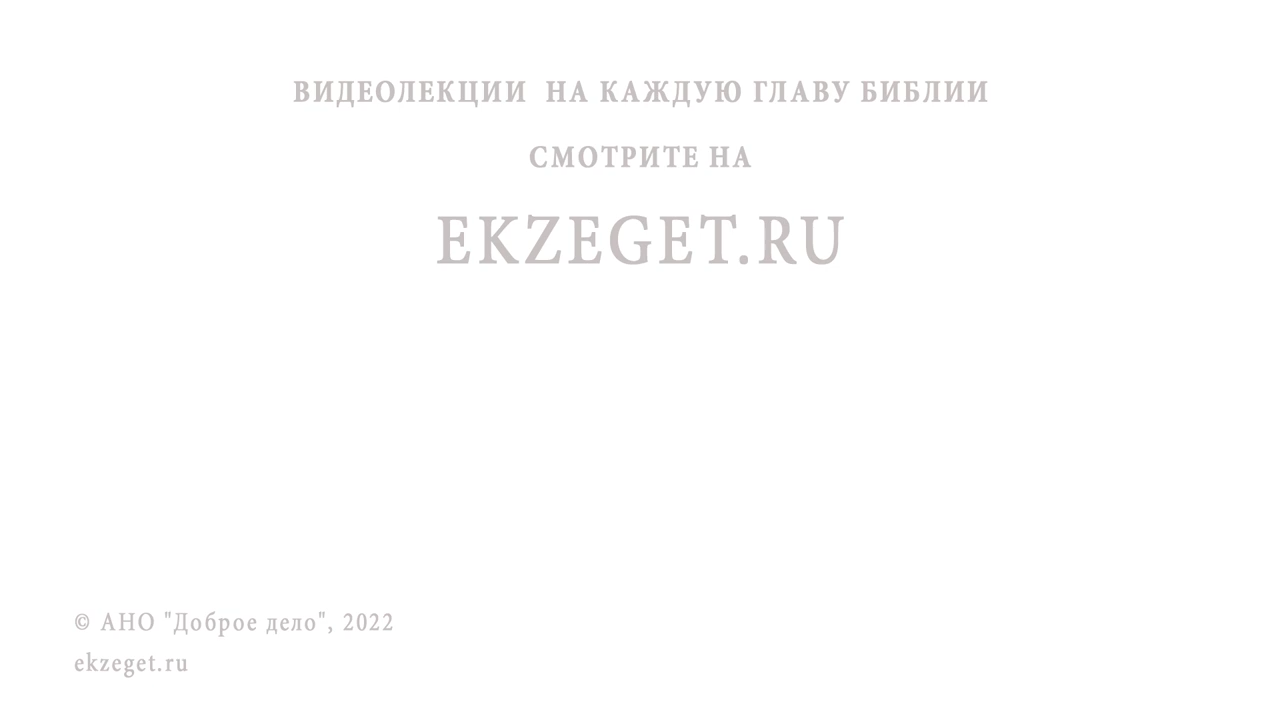 ВИДЕОЛЕКЦИИ НА КАЖДУЮ ГЛАВУ БИБЛИИ
СМОТРИТЕ НА
EKZEGET.RU
© АНО "Доброе дело", 2022
ekzeget.ru